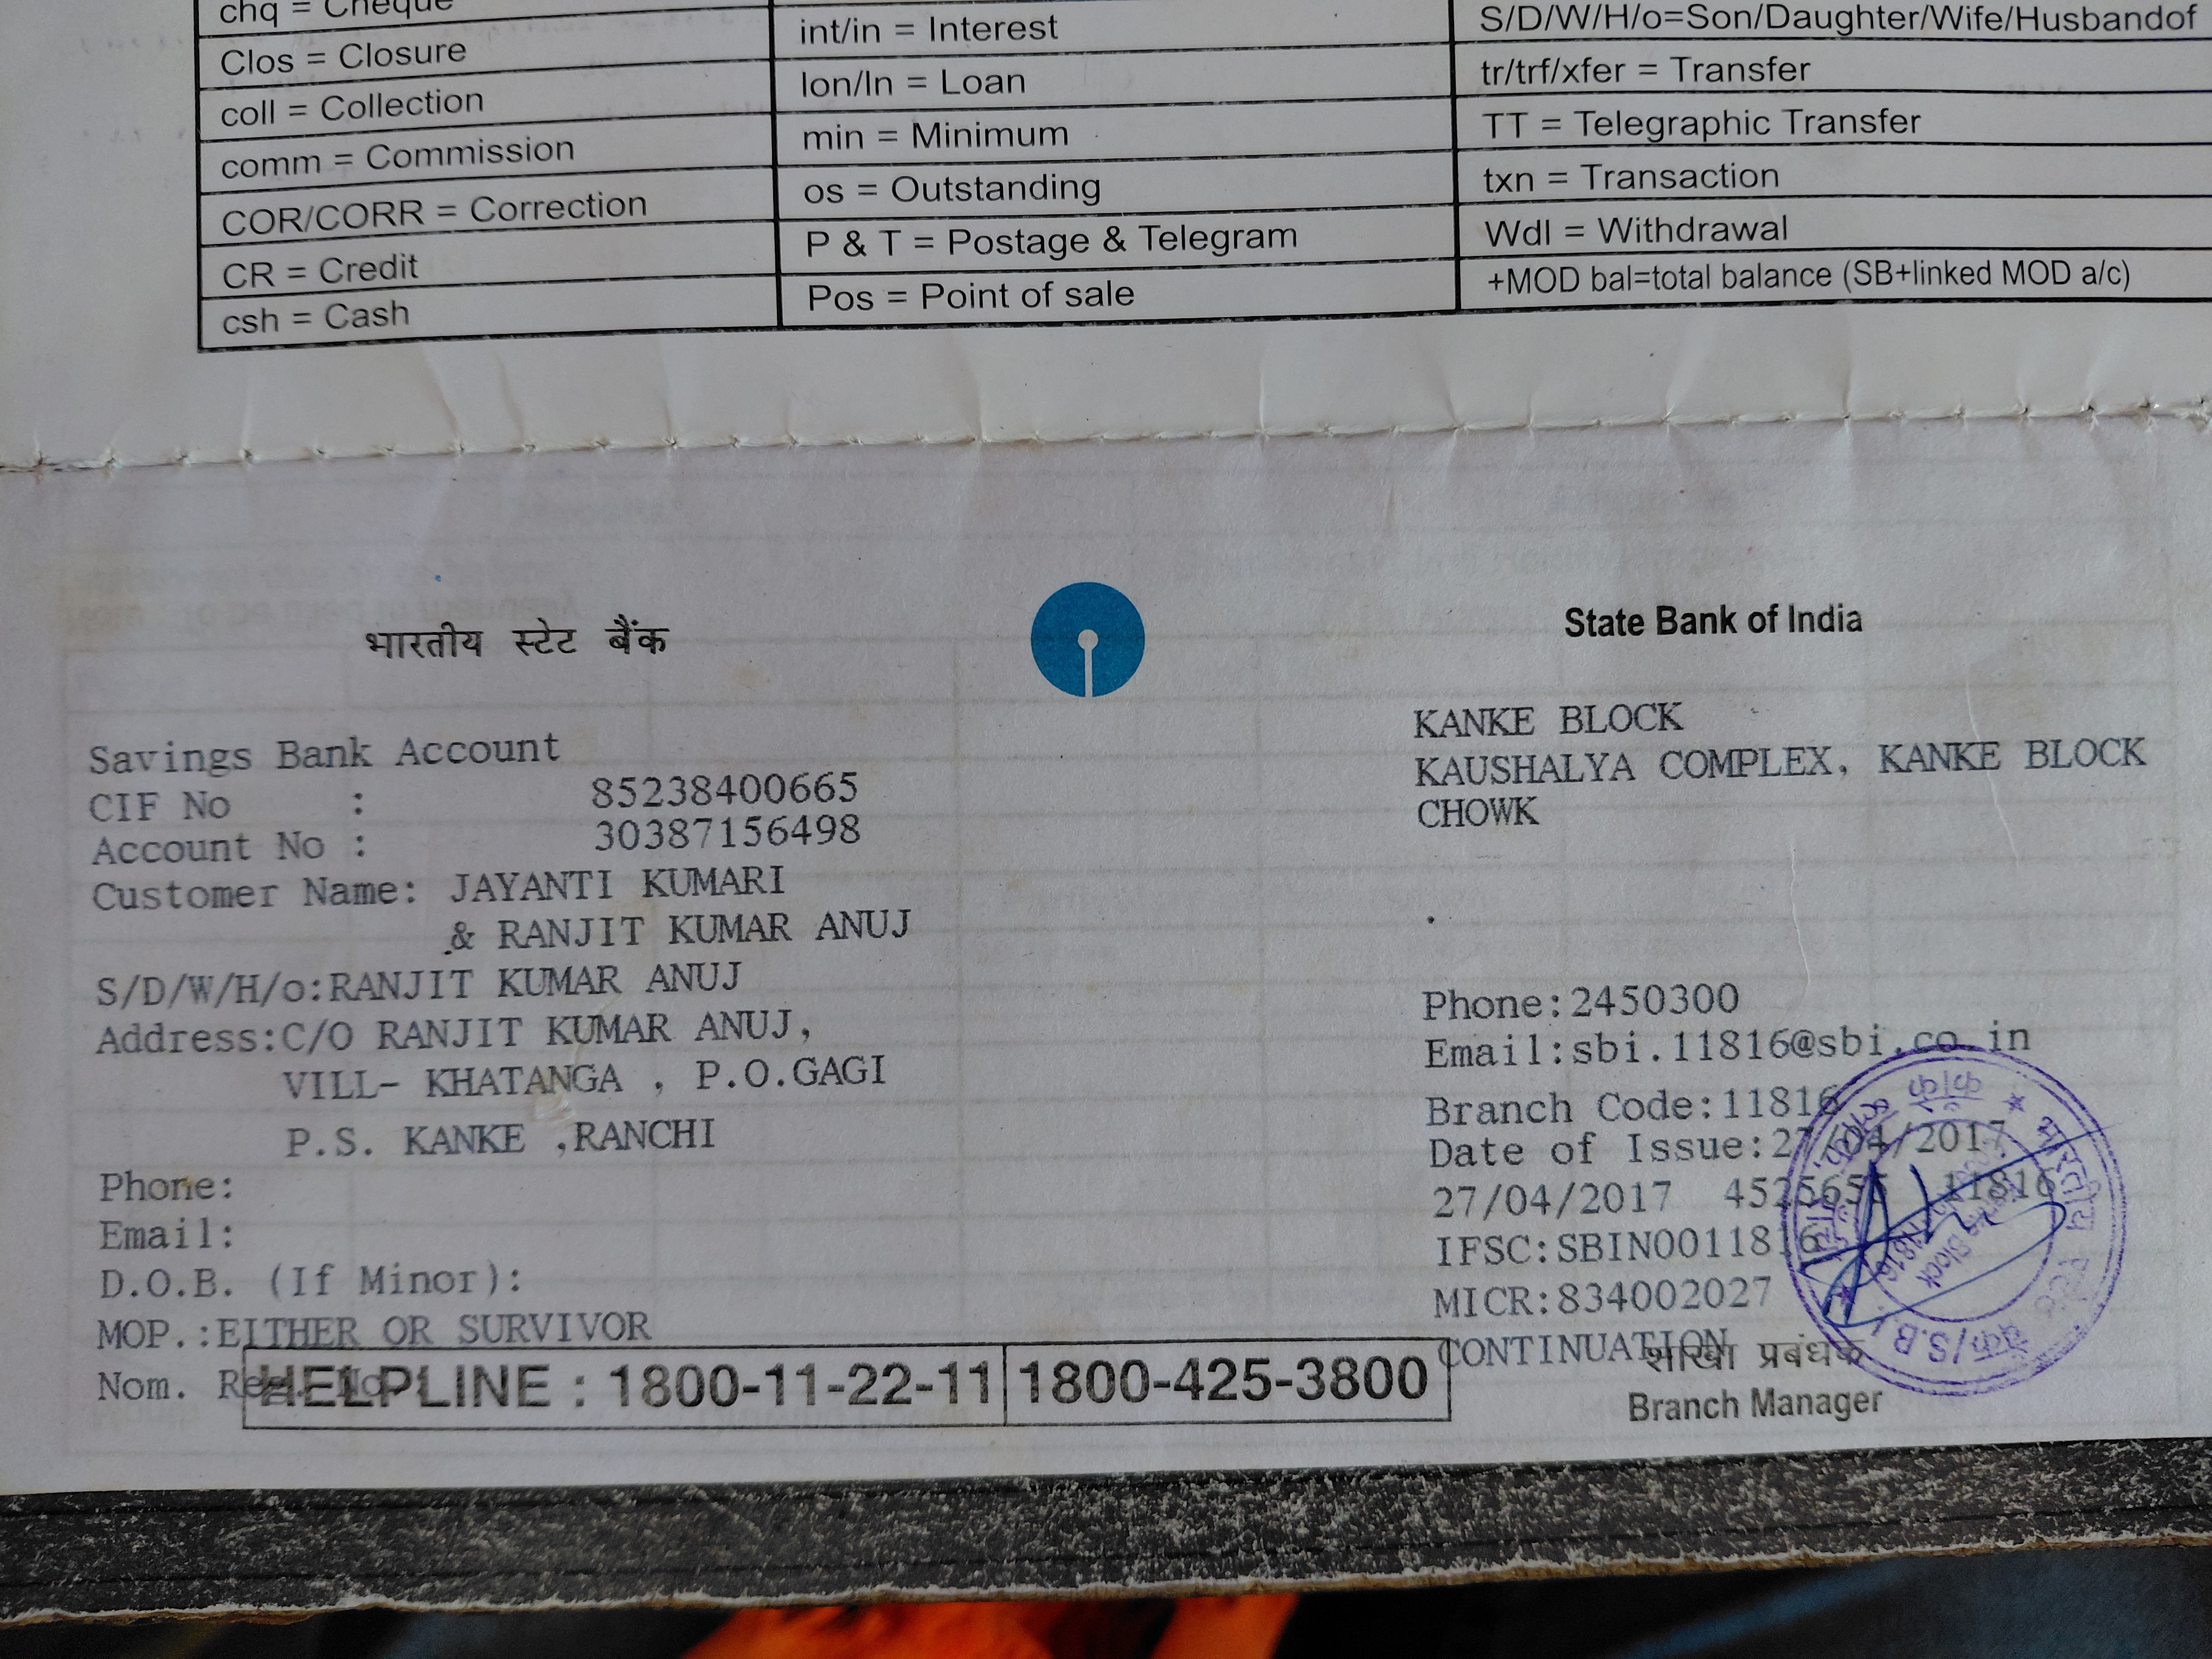 chq = Cheque
Clos = Closure
coll = Collection
comm = Commission
COR/CORR = Correction
CR = Credit
csh = Cash
int/in = Interest
lon/ln = Loan
min = Minimum
os = Outstanding
P & T = Postage & Telegram
Pos = Point of sale
S/D/W/H/o=Son/Daughter/Wife/Husbandof
tr/trf/xfer = Transfer
TT = Telegraphic Transfer
txn = Transaction
Wdl = Withdrawal
+MOD bal=total balance (SB+linked MOD a/c)
भारतीय स्टेट बैंक
State Bank of India
Savings Bank Account
CIF No : 85238400665
Account No : 30387156498
Customer Name: JAYANTI KUMARI
& RANJIT KUMAR ANUJ
S/D/W/H/o:RANJIT KUMAR ANUJ
Address:C/O RANJIT KUMAR ANUJ,
VILL- KHATANGA , P.O.GAGI
P.S. KANKE ,RANCHI
Phone:
Email:
D.O.B. (If Minor):
MOP.:EITHER OR SURVIVOR
Nom. Reg. No
HELPLINE : 1800-11-22-11 1800-425-3800
KANKE BLOCK
KAUSHALYA COMPLEX, KANKE BLOCK
CHOWK
Phone:2450300
Email:sbi.11816@sbi.co.in
Branch Code:11816
Date of Issue:27/04/2017
27/04/2017 11816
IFSC:SBIN0011816
MICR:834002027
CONTINUATION
शाखा प्रबंधक
Branch Manager
भारतीय स्टेट बैंक/S.B.I.
Block
11816